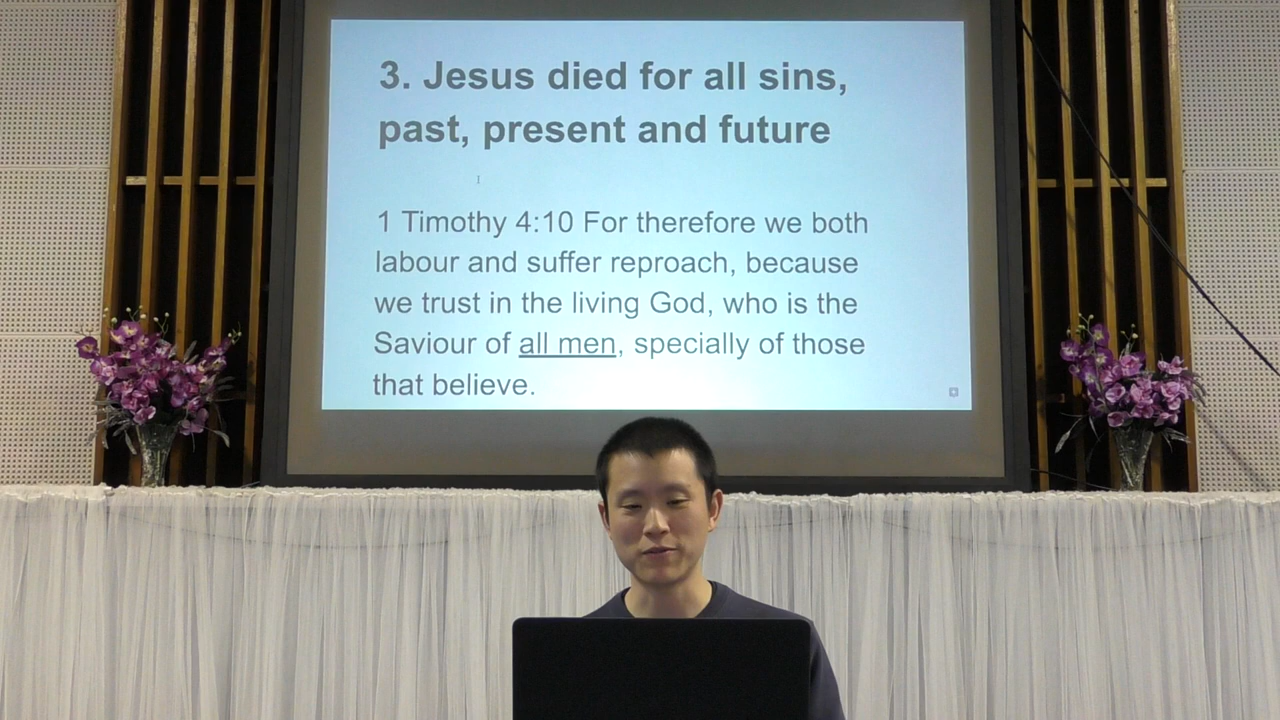 3. Jesus died for all sins,
past, present and future
1 Timothy 4:10 For therefore we both
labour and suffer reproach, because
we trust in the living God, who is the
Saviour of all men, specially of those
that believe.